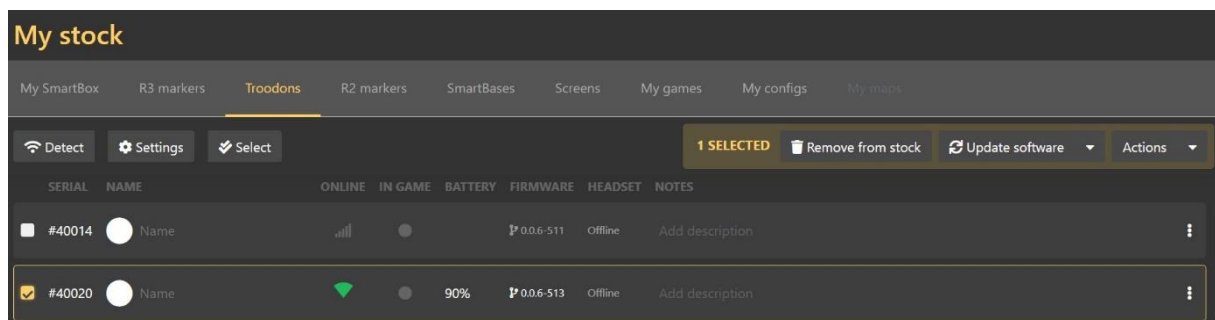 My stock
My SmartBox R3 markers Troodons R2 markers SmartBases Screens My games My configs My maps
Detect Settings Select 1 SELECTED Remove from stock Update software Actions
SERIAL NAME ONLINE IN GAME BATTERY FIRMWARE HEADSET NOTES
#40014 Name 0.0.6-511 Offline Add description
#40020 Name 90% 0.0.6-513 Offline Add description